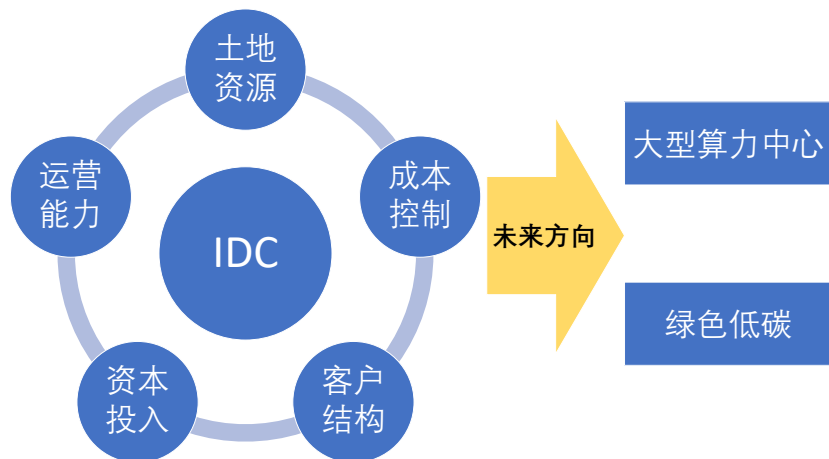 土地
资源
运营
能力
成本
控制
IDC
资本
投入
客户
结构
未来方向
大型算力中心
绿色低碳